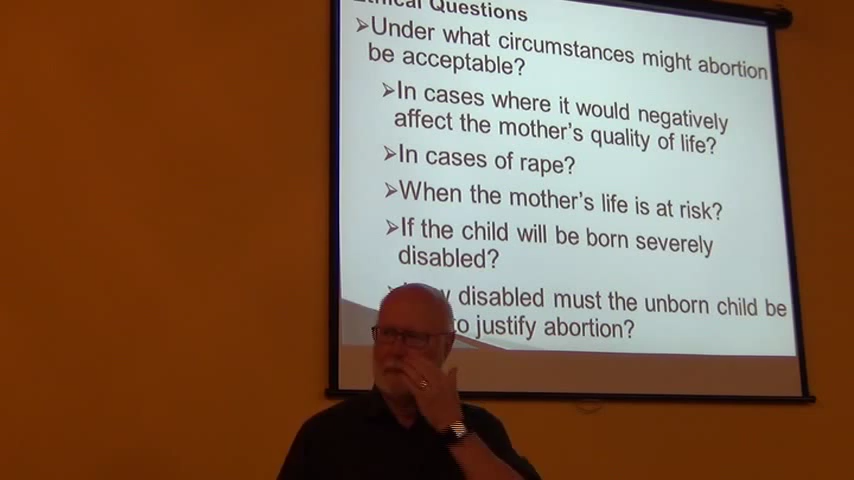 Ethical Questions
➢Under what circumstances might abortion
be acceptable?
➢In cases where it would negatively
affect the mother's quality of life?
➢In cases of rape?
➢When the mother's life is at risk?
➢If the child will be born severely
disabled?
disabled must the unborn child be
to justify abortion?